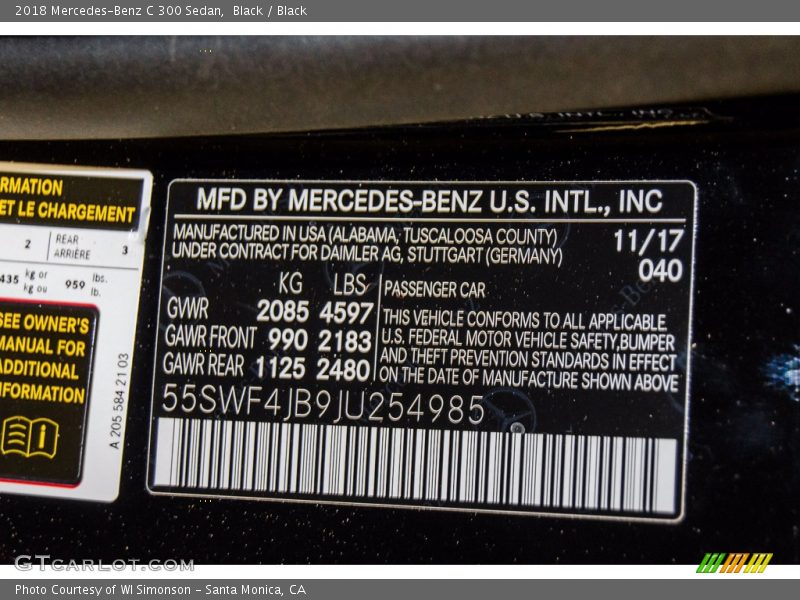 2018 Mercedes-Benz C 300 Sedan, Black / Black
RMATION
ET LE CHARGEMENT
2 REAR ARRIÈRE 3
435 kg or kg ou 959 lbs. lb.
SEE OWNER'S
MANUAL FOR
ADDITIONAL
INFORMATION
A 205 584 21 03
MFD BY MERCEDES-BENZ U.S. INTL., INC
MANUFACTURED IN USA (ALABAMA, TUSCALOOSA COUNTY) 11/17
UNDER CONTRACT FOR DAIMLER AG, STUTTGART (GERMANY) 040
KG LBS
GWR 2085 4597
GAWR FRONT 990 2183
GAWR REAR 1125 2480
PASSENGER CAR
THIS VEHICLE CONFORMS TO ALL APPLICABLE
U.S. FEDERAL MOTOR VEHICLE SAFETY,BUMPER
AND THEFT PREVENTION STANDARDS IN EFFECT
ON THE DATE OF MANUFACTURE SHOWN ABOVE
55SWF4JB9JU254985
GTcarlot.com
Photo Courtesy of WI Simonson - Santa Monica, CA